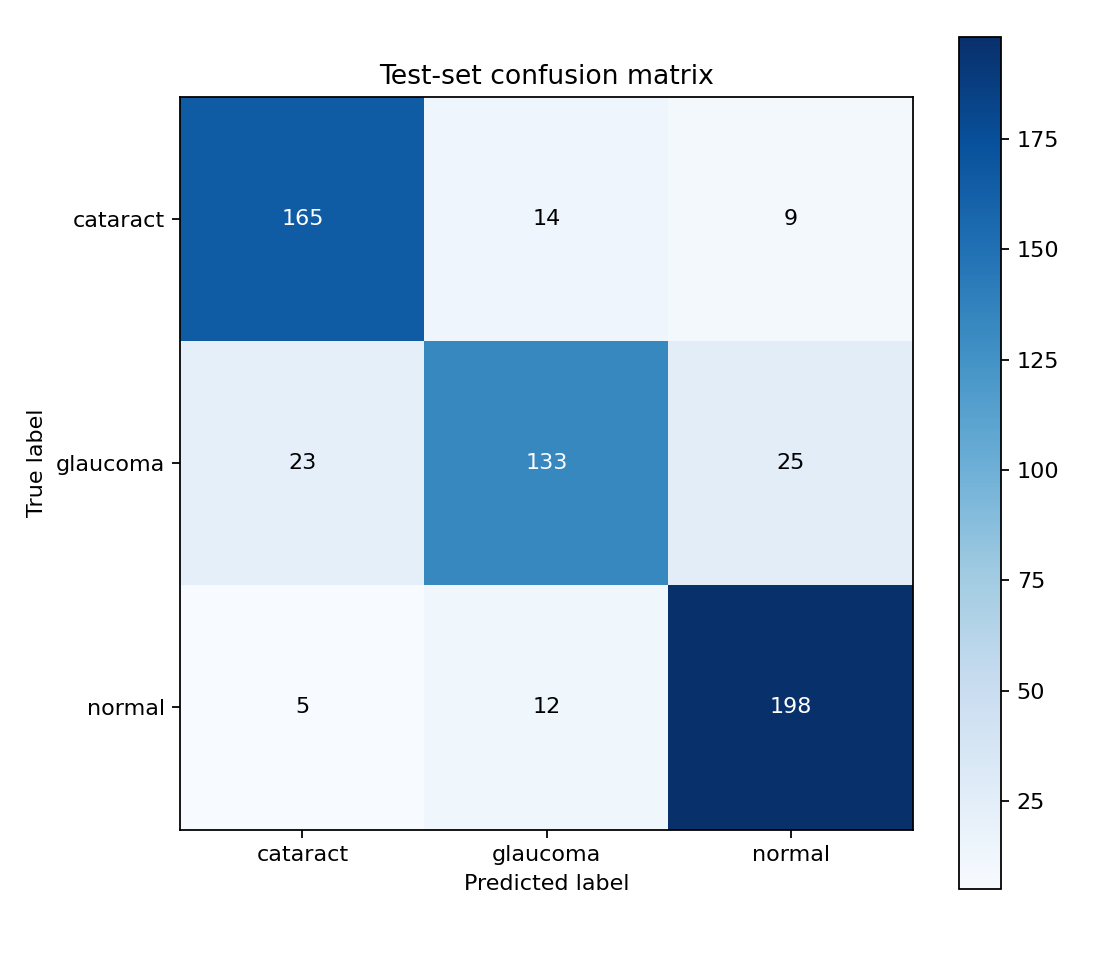 Test-set confusion matrix
True label
cataract 165 14 9
glaucoma 23 133 25
normal 5 12 198
cataract glaucoma normal
Predicted label
175
150
125
100
75
50
25